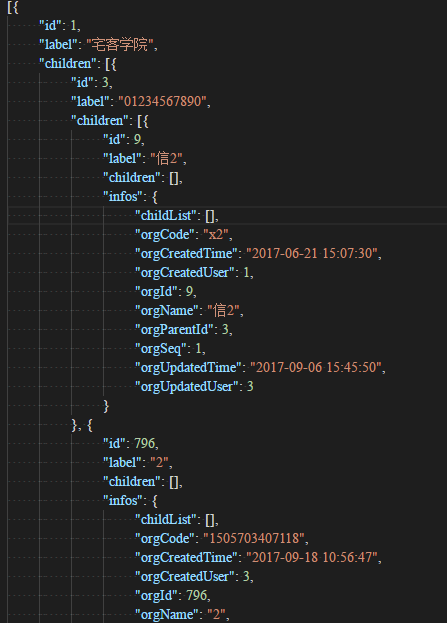 [{
"id": 1,
"label": "宅客学院",
"children": [{
"id": 3,
"label": "01234567890",
"children": [{
"id": 9,
"label": "信2",
"children": [],
"infos": {
"childList": [],
"orgCode": "x2",
"orgCreatedTime": "2017-06-21 15:07:30",
"orgCreatedUser": 1,
"orgId": 9,
"orgName": "信2",
"orgParentId": 3,
"orgSeq": 1,
"orgUpdatedTime": "2017-09-06 15:45:50",
"orgUpdatedUser": 3
}
}, {
"id": 796,
"label": "2",
"children": [],
"infos": {
"childList": [],
"orgCode": "1505703407118",
"orgCreatedTime": "2017-09-18 10:56:47",
"orgCreatedUser": 3,
"orgId": 796,
"orgName": "2",